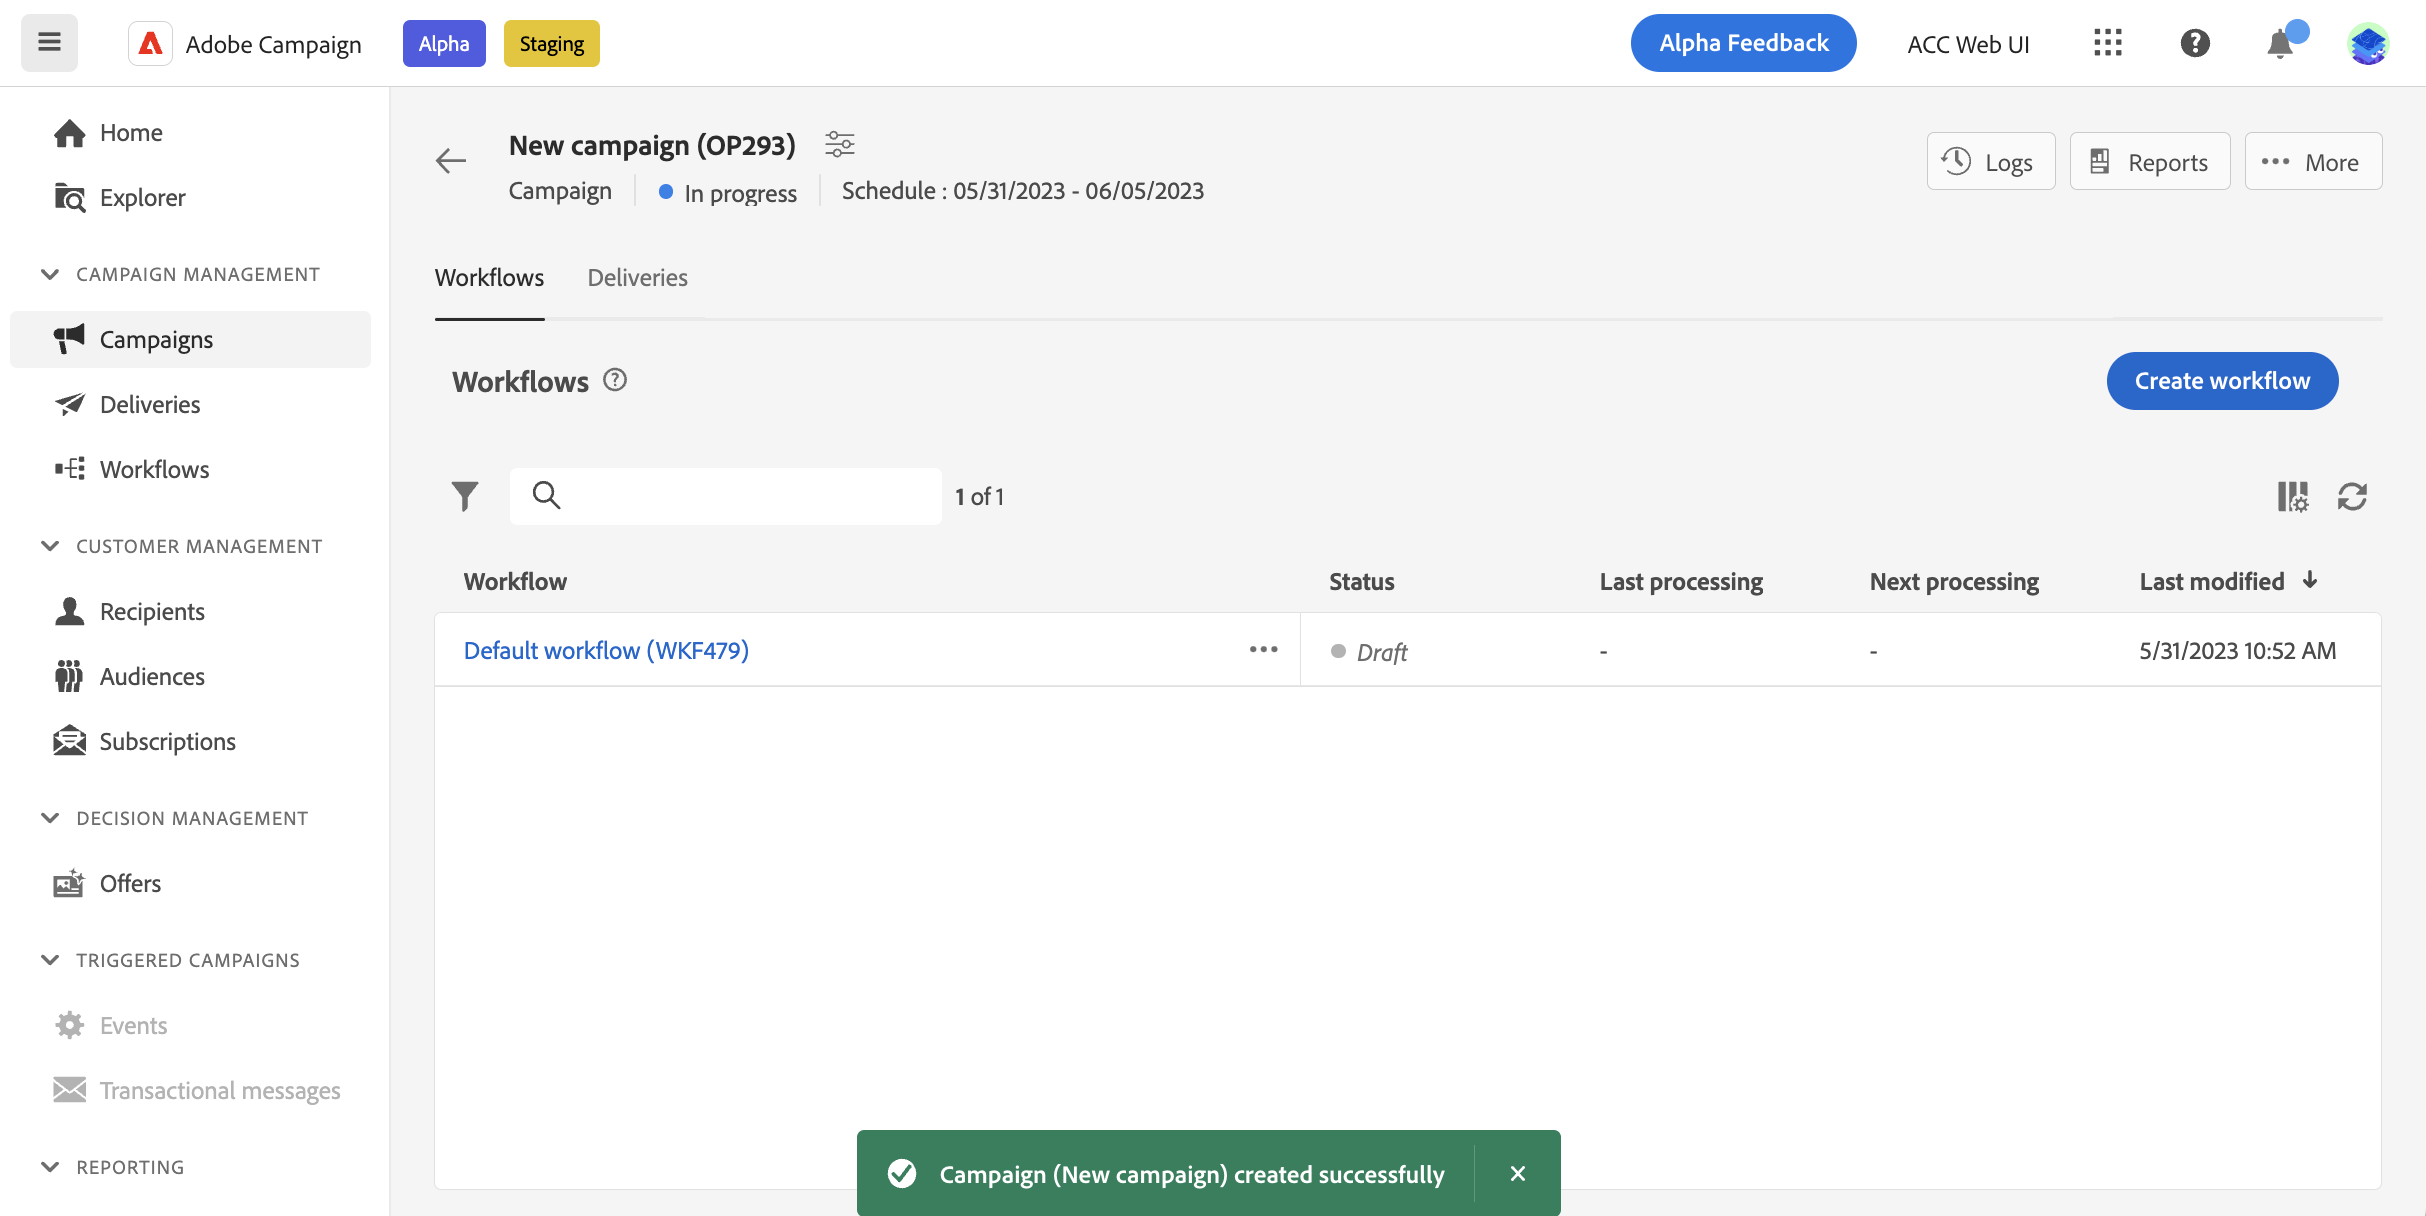 Adobe Campaign
Alpha
Staging
Alpha Feedback
ACC Web UI
Home
Explorer
CAMPAIGN MANAGEMENT
Campaigns
Deliveries
Workflows
CUSTOMER MANAGEMENT
Recipients
Audiences
Subscriptions
DECISION MANAGEMENT
Offers
TRIGGERED CAMPAIGNS
Events
Transactional messages
REPORTING
New campaign (OP293)
Campaign
In progress
Schedule : 05/31/2023 - 06/05/2023
Logs
Reports
More
Workflows
Deliveries
Workflows
Create workflow
1 of 1
Workflow
Status
Last processing
Next processing
Last modified
Default workflow (WKF479)
Draft
-
-
5/31/2023 10:52 AM
Campaign (New campaign) created successfully